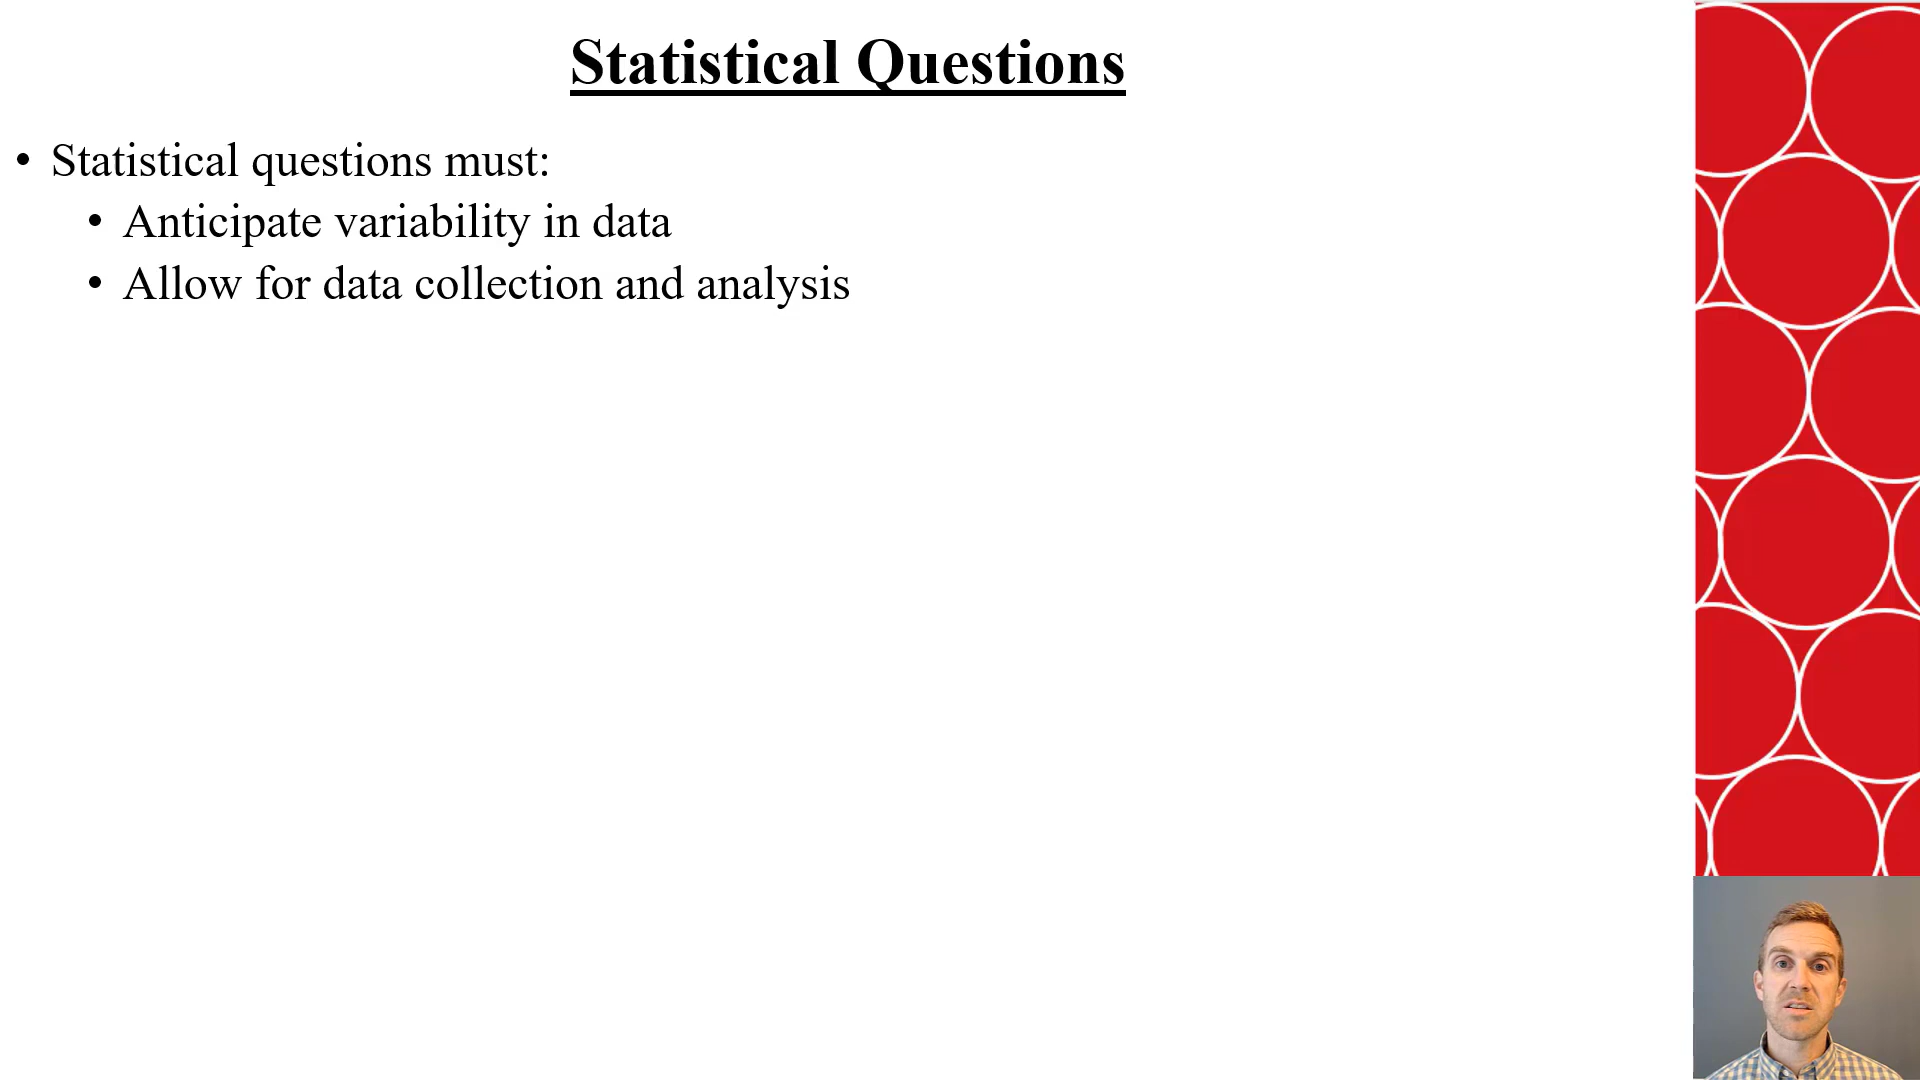 Statistical Questions
• Statistical questions must:
• Anticipate variability in data
• Allow for data collection and analysis